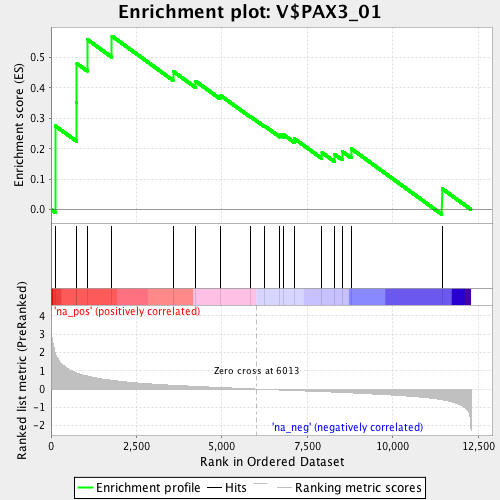 Enrichment plot: V$PAX3_01
Enrichment score (ES)
0.5
0.4
0.3
0.2
0.1
0.0
'na_pos' (positively correlated)
Ranked list metric (PreRanked)
4
3
2
1
0
-1
-2
Zero cross at 6013
'na_neg' (negatively correlated)
0
2,500
5,000
7,500
10,000
12,500
Rank in Ordered Dataset
Enrichment profile
Hits
Ranking metric scores